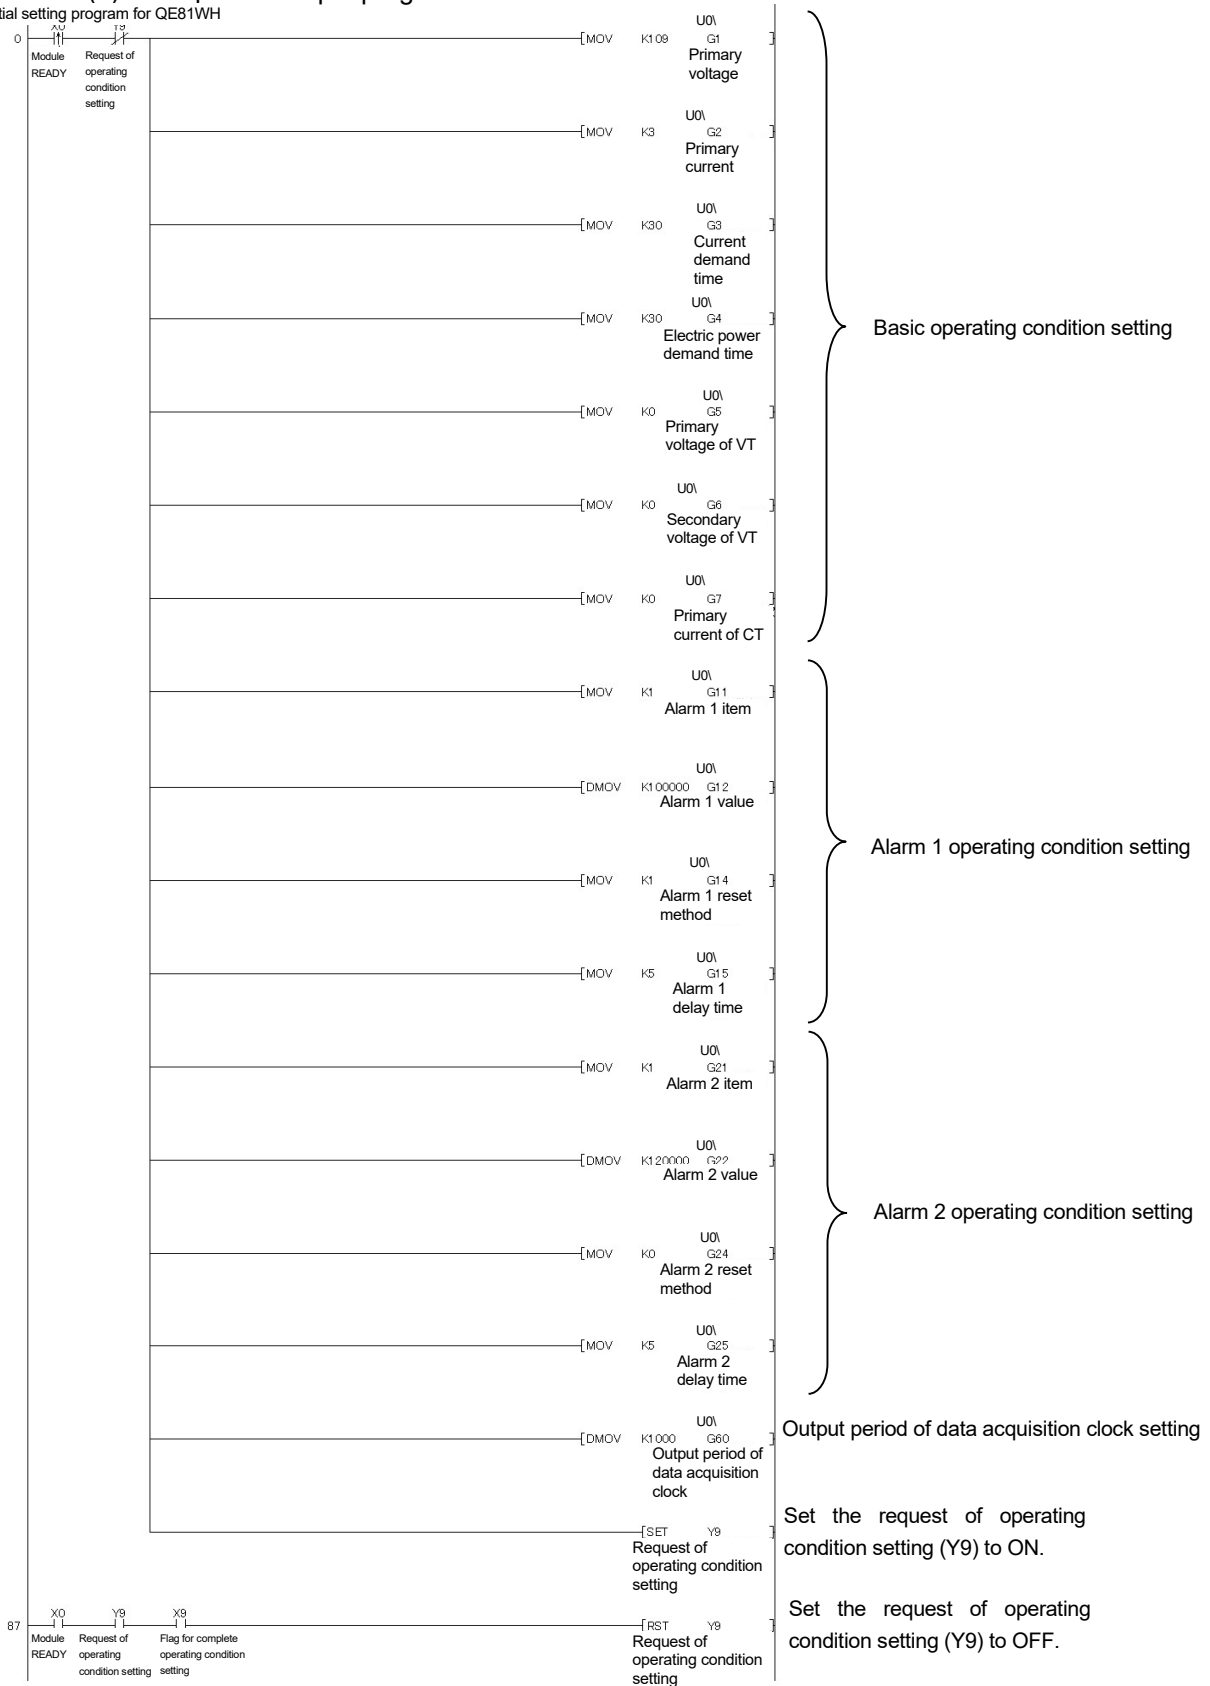 tial setting program for QE81WH
X0 Y9
0 [MOV K109 U0\ G1 ]
Module READY
Request of operating condition setting
Primary voltage
[MOV K3 U0\ G2 ]
Primary current
[MOV K30 U0\ G3 ]
Current demand time
[MOV K30 U0\ G4 ]
Electric power demand time
Basic operating condition setting
[MOV K0 U0\ G5 ]
Primary voltage of VT
[MOV K0 U0\ G6 ]
Secondary voltage of VT
[MOV K0 U0\ G7 ]
Primary current of CT
[MOV K1 U0\ G11 ]
Alarm 1 item
[DMOV K100000 U0\ G12 ]
Alarm 1 value
Alarm 1 operating condition setting
[MOV K1 U0\ G14 ]
Alarm 1 reset method
[MOV K5 U0\ G15 ]
Alarm 1 delay time
[MOV K1 U0\ G21 ]
Alarm 2 item
[DMOV K120000 U0\ G22 ]
Alarm 2 value
Alarm 2 operating condition setting
[MOV K0 U0\ G24 ]
Alarm 2 reset method
[MOV K5 U0\ G25 ]
Alarm 2 delay time
[DMOV K1000 U0\ G60 ]
Output period of data acquisition clock
Output period of data acquisition clock setting
[SET Y9 ]
Request of operating condition setting
Set the request of operating
condition setting (Y9) to ON.
X0 Y9 X9
87 [RST Y9 ]
Module READY
Request of operating condition setting
Flag for complete operating condition setting
Request of operating condition setting
Set the request of operating
condition setting (Y9) to OFF.